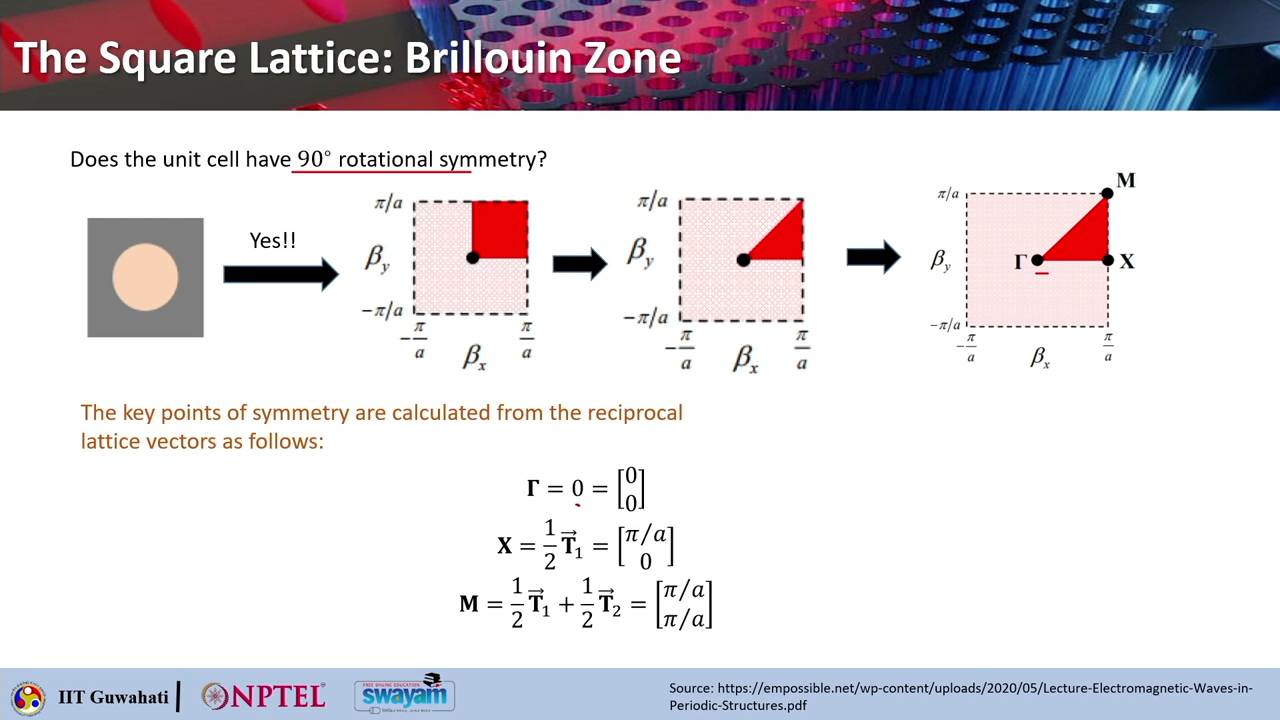 The Square Lattice: Brillouin Zone
Does the unit cell have 90° rotational symmetry?
Yes!!
π/a
β_y
−π/a
−π/a
π/a
β_x
π/a
β_y
−π/a
−π/a
π/a
β_x
M
π/a
β_y
Γ
X
−π/a
−π/a
π/a
β_x
The key points of symmetry are calculated from the reciprocal
lattice vectors as follows:
Γ = 0 = [0 0]
X = 1/2 T⃗₁ = [π/a 0]
M = 1/2 T⃗₁ + 1/2 T⃗₂ = [π/a π/a]
IIT Guwahati
NPTEL
FREE ONLINE EDUCATION
swayam
Source: https://empossible.net/wp-content/uploads/2020/05/Lecture-Electromagnetic-Waves-in-
Periodic-Structures.pdf